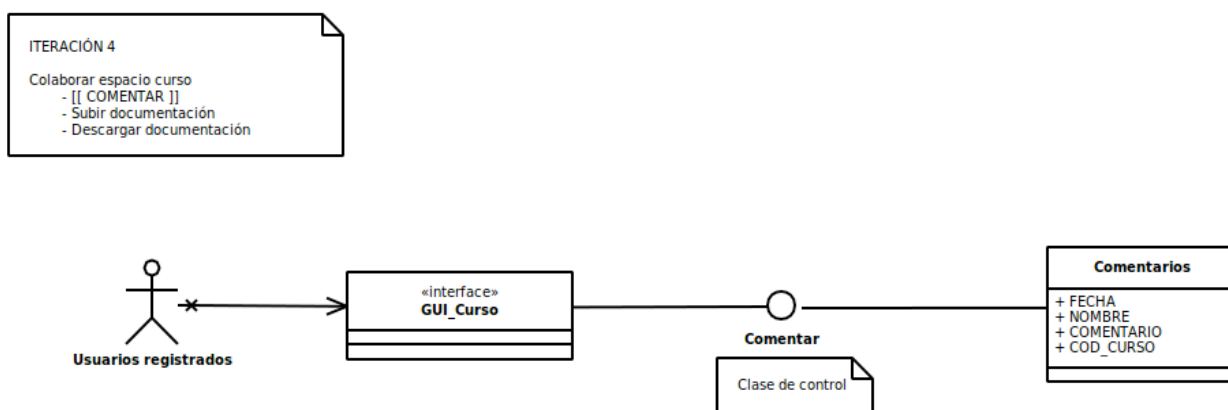 ITERACIÓN 4
Colaborar espacio curso
- [[ COMENTAR ]]
- Subir documentación
- Descargar documentación
Usuarios registrados
«interface»
GUI_Curso
Comentar
Clase de control
Comentarios
+ FECHA
+ NOMBRE
+ COMENTARIO
+ COD_CURSO